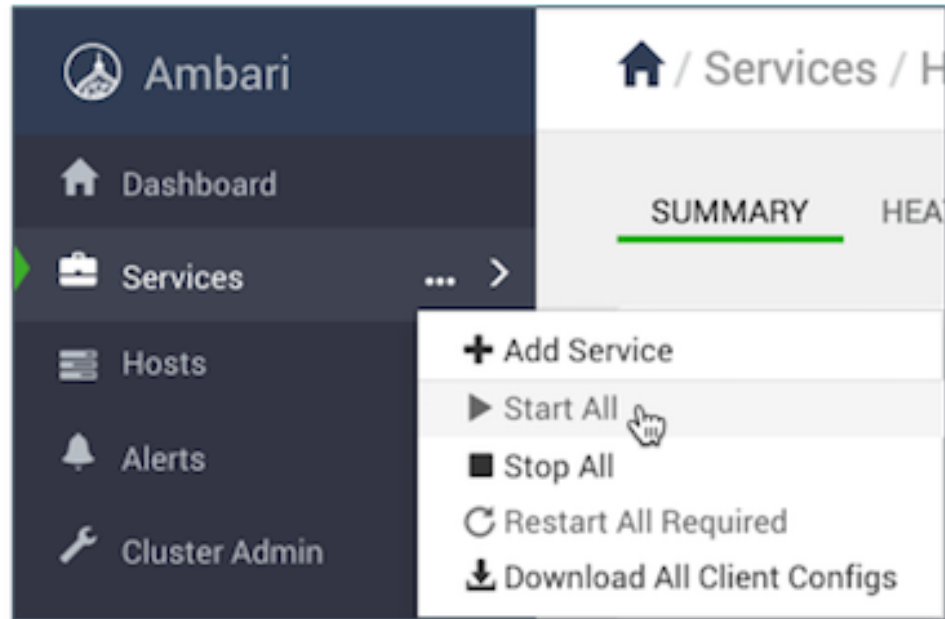 Ambari
/ Services / H
Dashboard
SUMMARY HEA
Services ... >
Add Service
Hosts
Start All
Alerts
Stop All
Restart All Required
Cluster Admin
Download All Client Configs